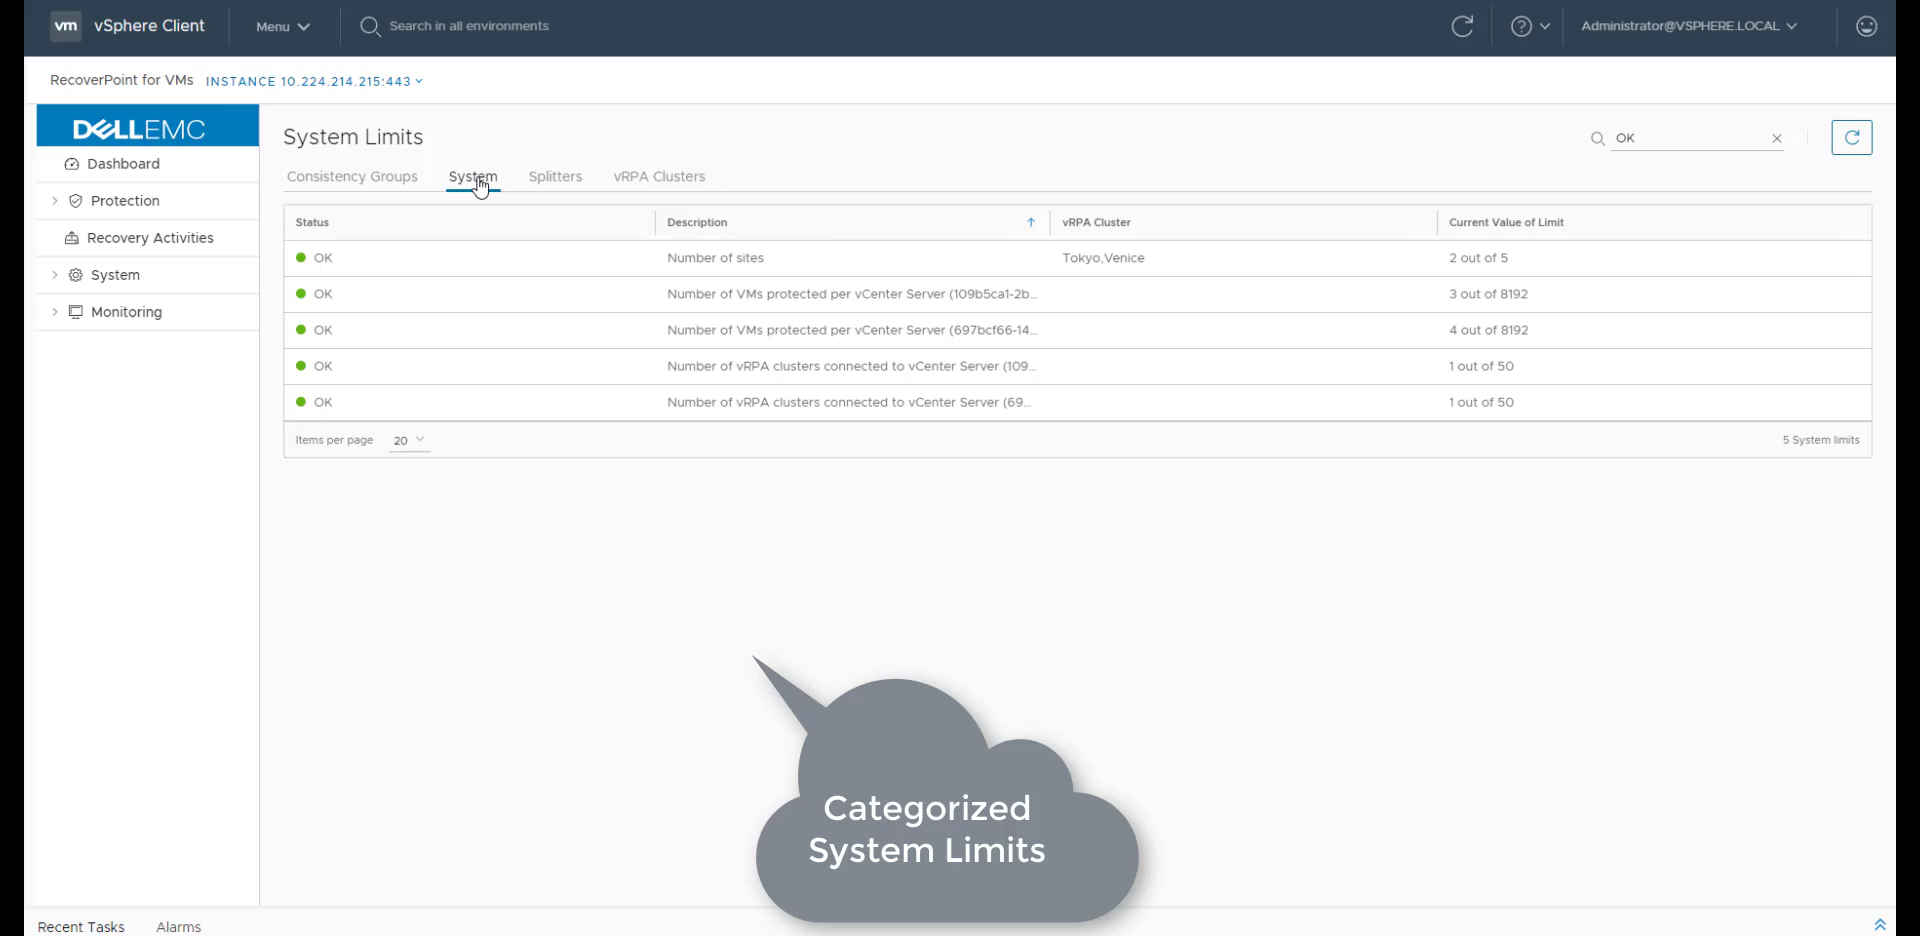 vm vSphere Client Menu Search in all environments Administrator@VSPHERE.LOCAL
RecoverPoint for VMs INSTANCE 10.224.214.215:443
DELLEMC
Dashboard
Protection
Recovery Activities
System
Monitoring
System Limits
OK
Consistency Groups System Splitters vRPA Clusters
Status Description vRPA Cluster Current Value of Limit
OK Number of sites Tokyo,Venice 2 out of 5
OK Number of VMs protected per vCenter Server (109b5ca1-2b... 3 out of 8192
OK Number of VMs protected per vCenter Server (697bcf66-14... 4 out of 8192
OK Number of vRPA clusters connected to vCenter Server (109... 1 out of 50
OK Number of vRPA clusters connected to vCenter Server (69... 1 out of 50
Items per page 20 5 System limits
Categorized
System Limits
Recent Tasks Alarms